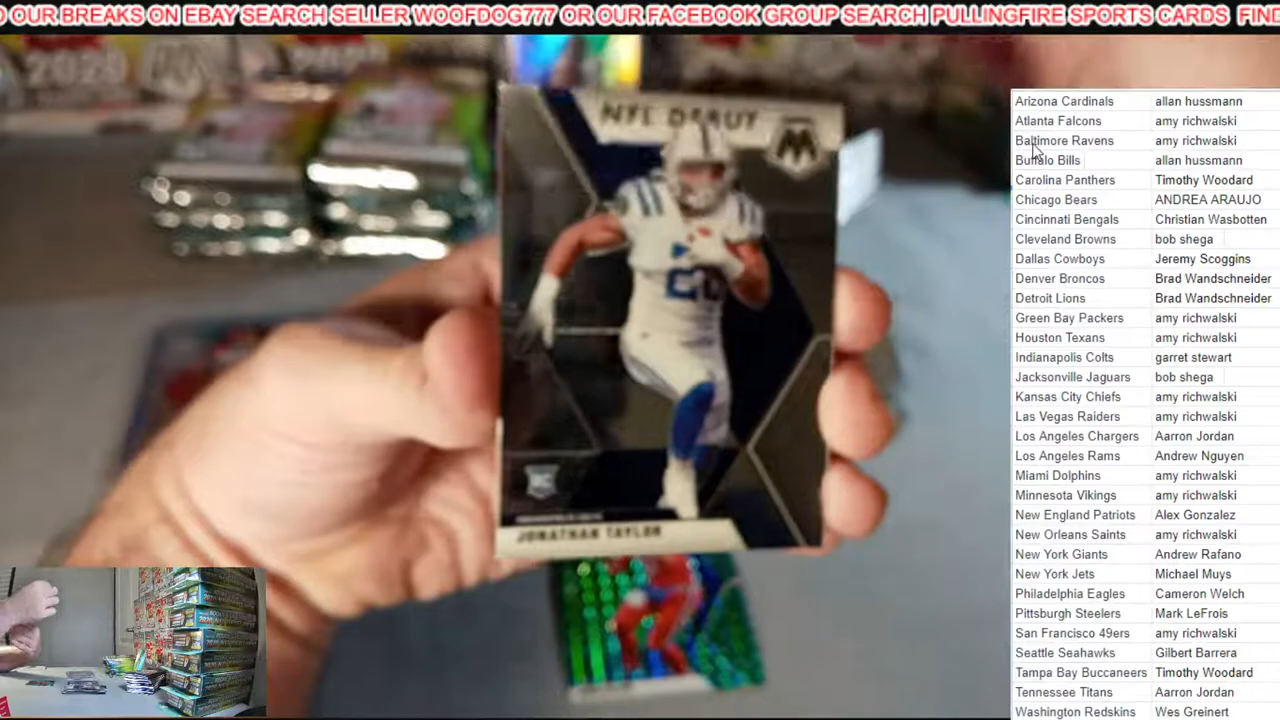 O OUR BREAKS ON EBAY SEARCH SELLER WOOFDOG777 OR OUR FACEBOOK GROUP SEARCH PULLINGFIRE SPORTS CARDS FIND
2020
NFL DEBUT
JONATHAN TAYLOR
Arizona Cardinals allan hussmann
Atlanta Falcons amy richwalski
Baltimore Ravens amy richwalski
Buffalo Bills allan hussmann
Carolina Panthers Timothy Woodard
Chicago Bears ANDREA ARAUJO
Cincinnati Bengals Christian Wasbotten
Cleveland Browns bob shega
Dallas Cowboys Jeremy Scoggins
Denver Broncos Brad Wandschneider
Detroit Lions Brad Wandschneider
Green Bay Packers amy richwalski
Houston Texans amy richwalski
Indianapolis Colts garret stewart
Jacksonville Jaguars bob shega
Kansas City Chiefs amy richwalski
Las Vegas Raiders amy richwalski
Los Angeles Chargers Aarron Jordan
Los Angeles Rams Andrew Nguyen
Miami Dolphins amy richwalski
Minnesota Vikings amy richwalski
New England Patriots Alex Gonzalez
New Orleans Saints amy richwalski
New York Giants Andrew Rafano
New York Jets Michael Muys
Philadelphia Eagles Cameron Welch
Pittsburgh Steelers Mark LeFrois
San Francisco 49ers amy richwalski
Seattle Seahawks Gilbert Barrera
Tampa Bay Buccaneers Timothy Woodard
Tennessee Titans Aarron Jordan
Washington Redskins Wes Greinert